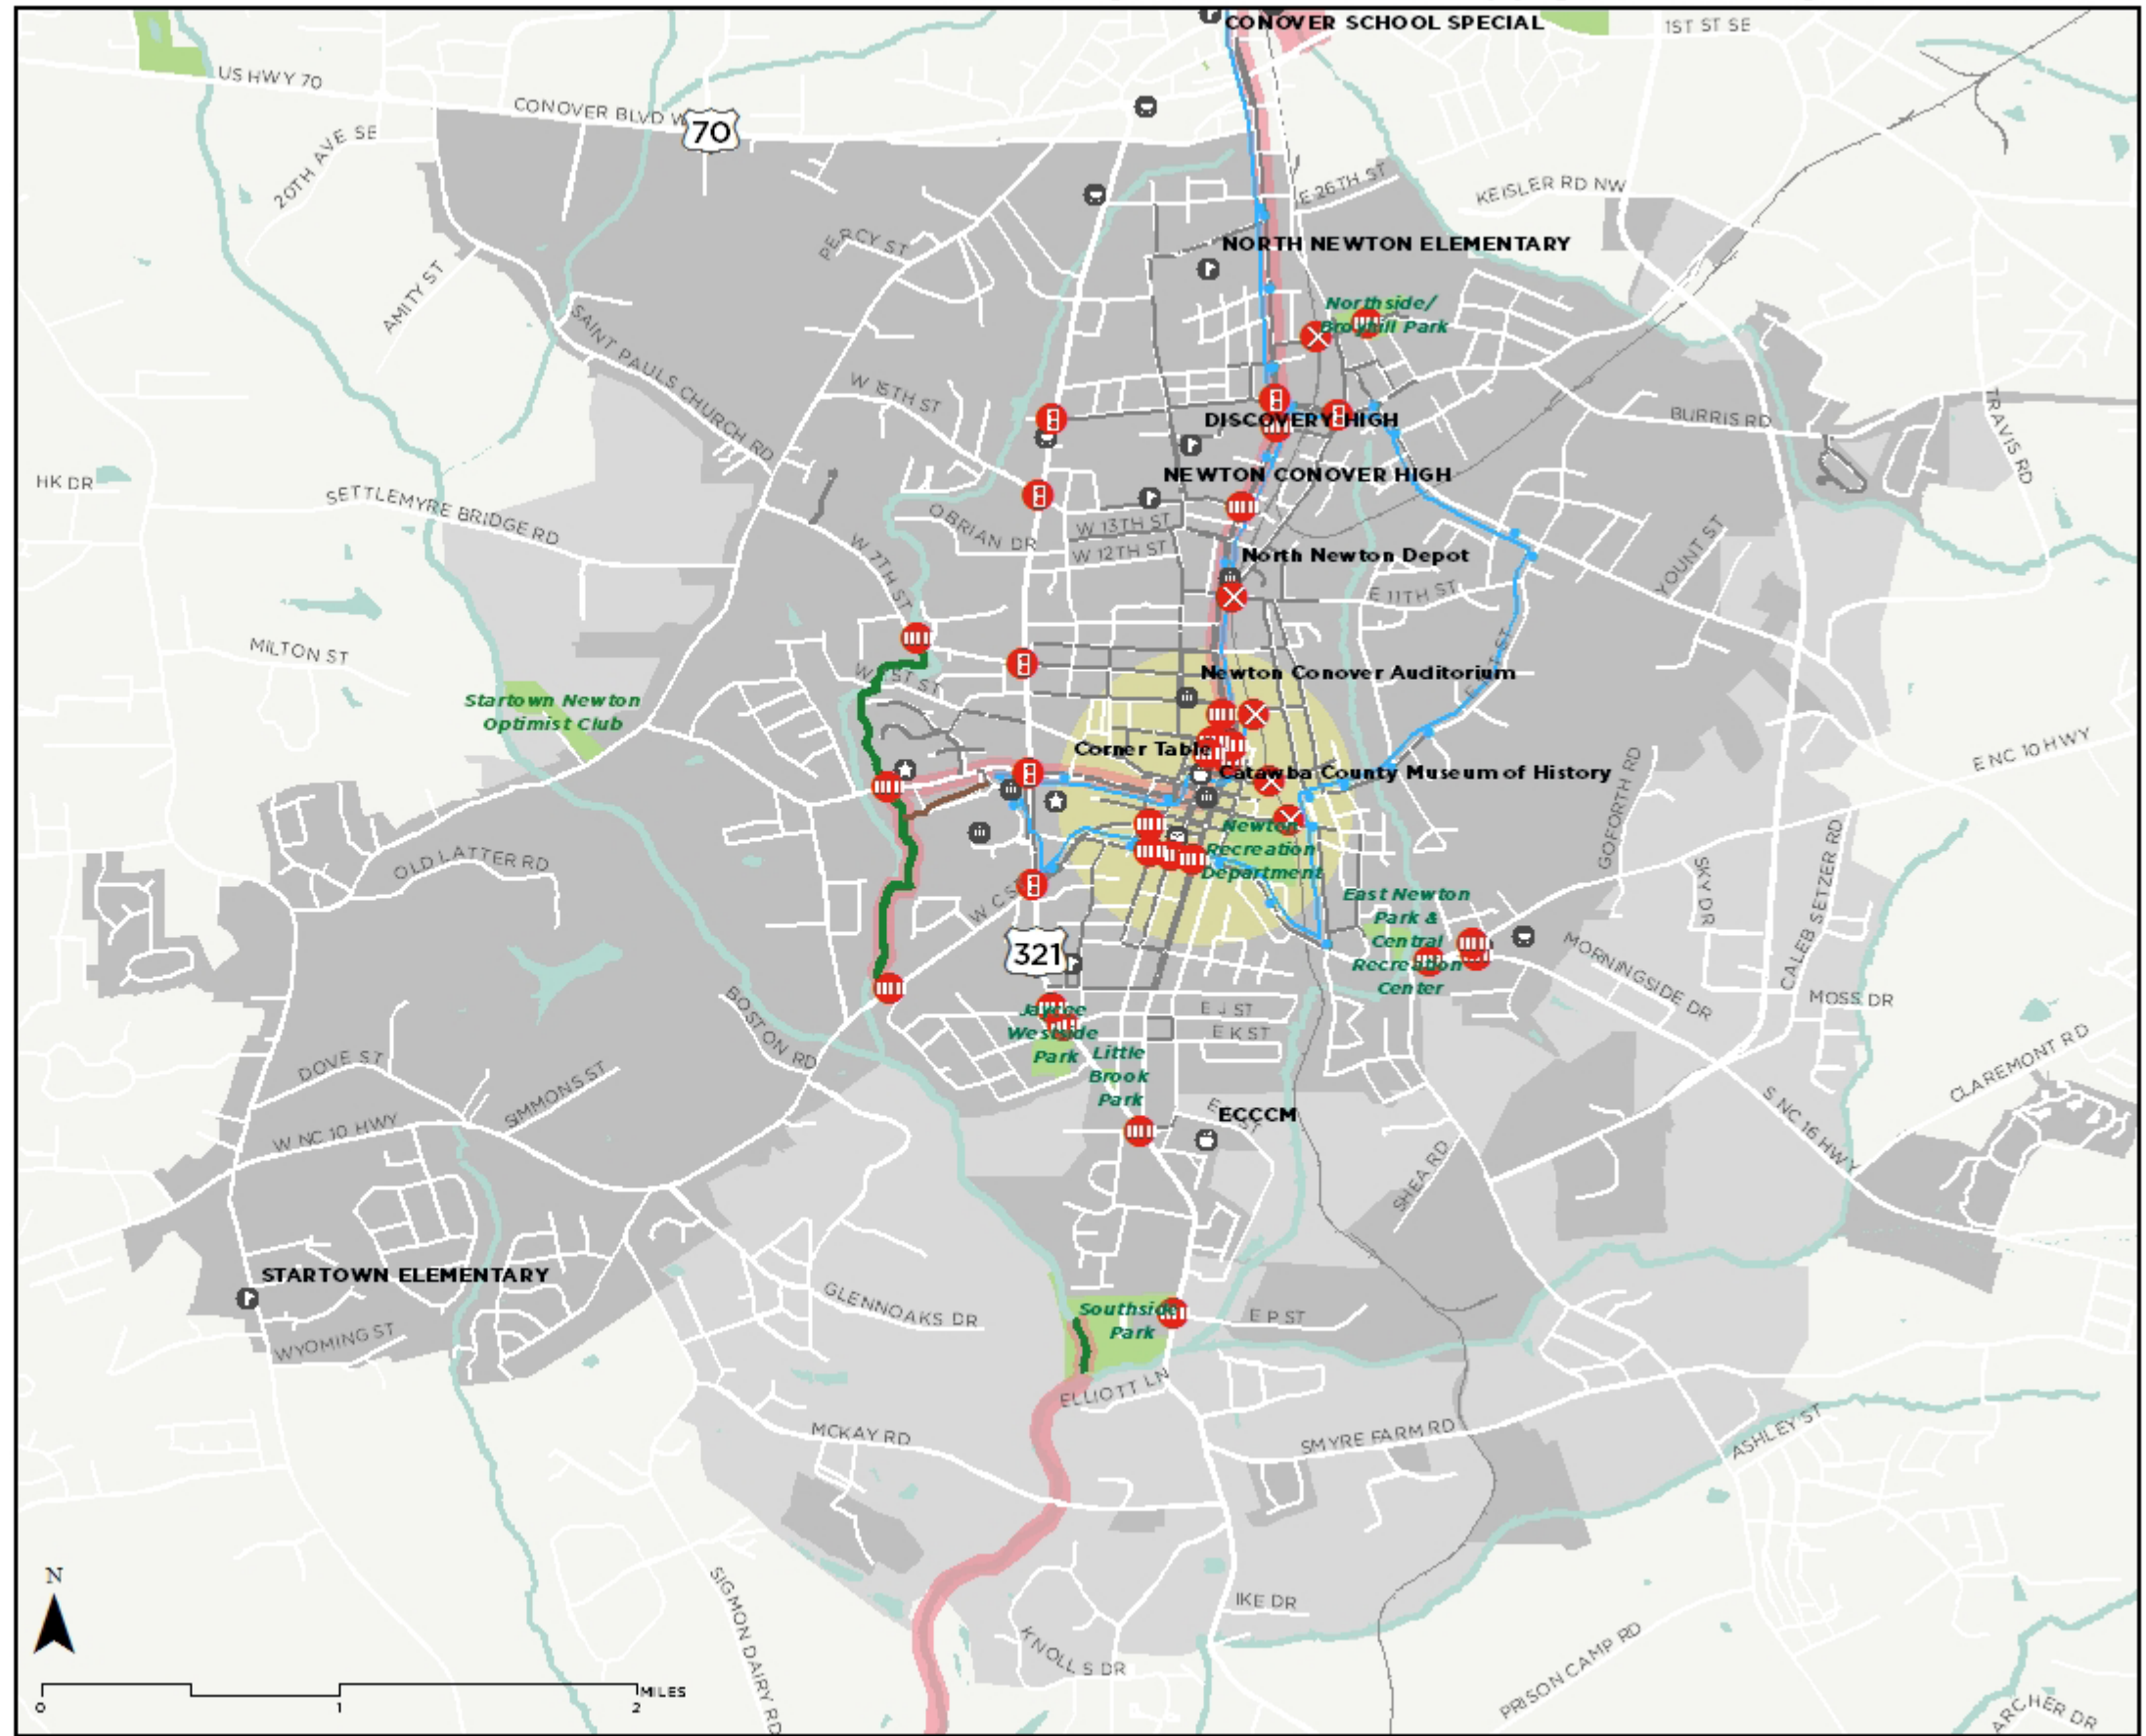 CONOVER SCHOOL SPECIAL
1ST ST SE
US HWY 70
CONOVER BLVD W
70
20TH AVE SE
E 26TH ST
KEISLER RD NW
PERCY ST
NORTH NEWTON ELEMENTARY
AMITY ST
Northside/
Broyhill Park
SAINT PAULS CHURCH RD
W 15TH ST
DISCOVERY HIGH
BURRIS RD
TRAVIS RD
HK DR
SETTLEMYRE BRIDGE RD
NEWTON CONOVER HIGH
OBRIAN DR
W 13TH ST
W 12TH ST
W 7TH ST
North Newton Depot
YOUNT ST
E 11TH ST
MILTON ST
W 1ST ST
Newton Conover Auditorium
Startown Newton
Optimist Club
Corner Table
Catawba County Museum of History
E NC 10 HWY
GOFORTH RD
Newton
Recreation
Department
OLD LATTER RD
SKY DR
CALEB SETZER RD
W C ST
East Newton
Park &
Central
Recreation
Center
321
MORNINGSIDE DR
MOSS DR
BOSTON RD
Jaycee
Westside
Park
E J ST
E K ST
Little
Brook
Park
DOVE ST
SIMMONS ST
CLAREMONT RD
W NC 10 HWY
ECCCM
S NC 16 HWY
SHEA RD
STARTOWN ELEMENTARY
GLENNOAKS DR
Southside
Park
E P ST
WYOMING ST
ELLIOTT LN
MCKAY RD
SMYRE FARM RD
ASHLEY ST
N
SIGMON DAIRY RD
IKE DR
KNOLLS DR
PRISON CAMP RD
ARCHER DR
MILES
0
1
2